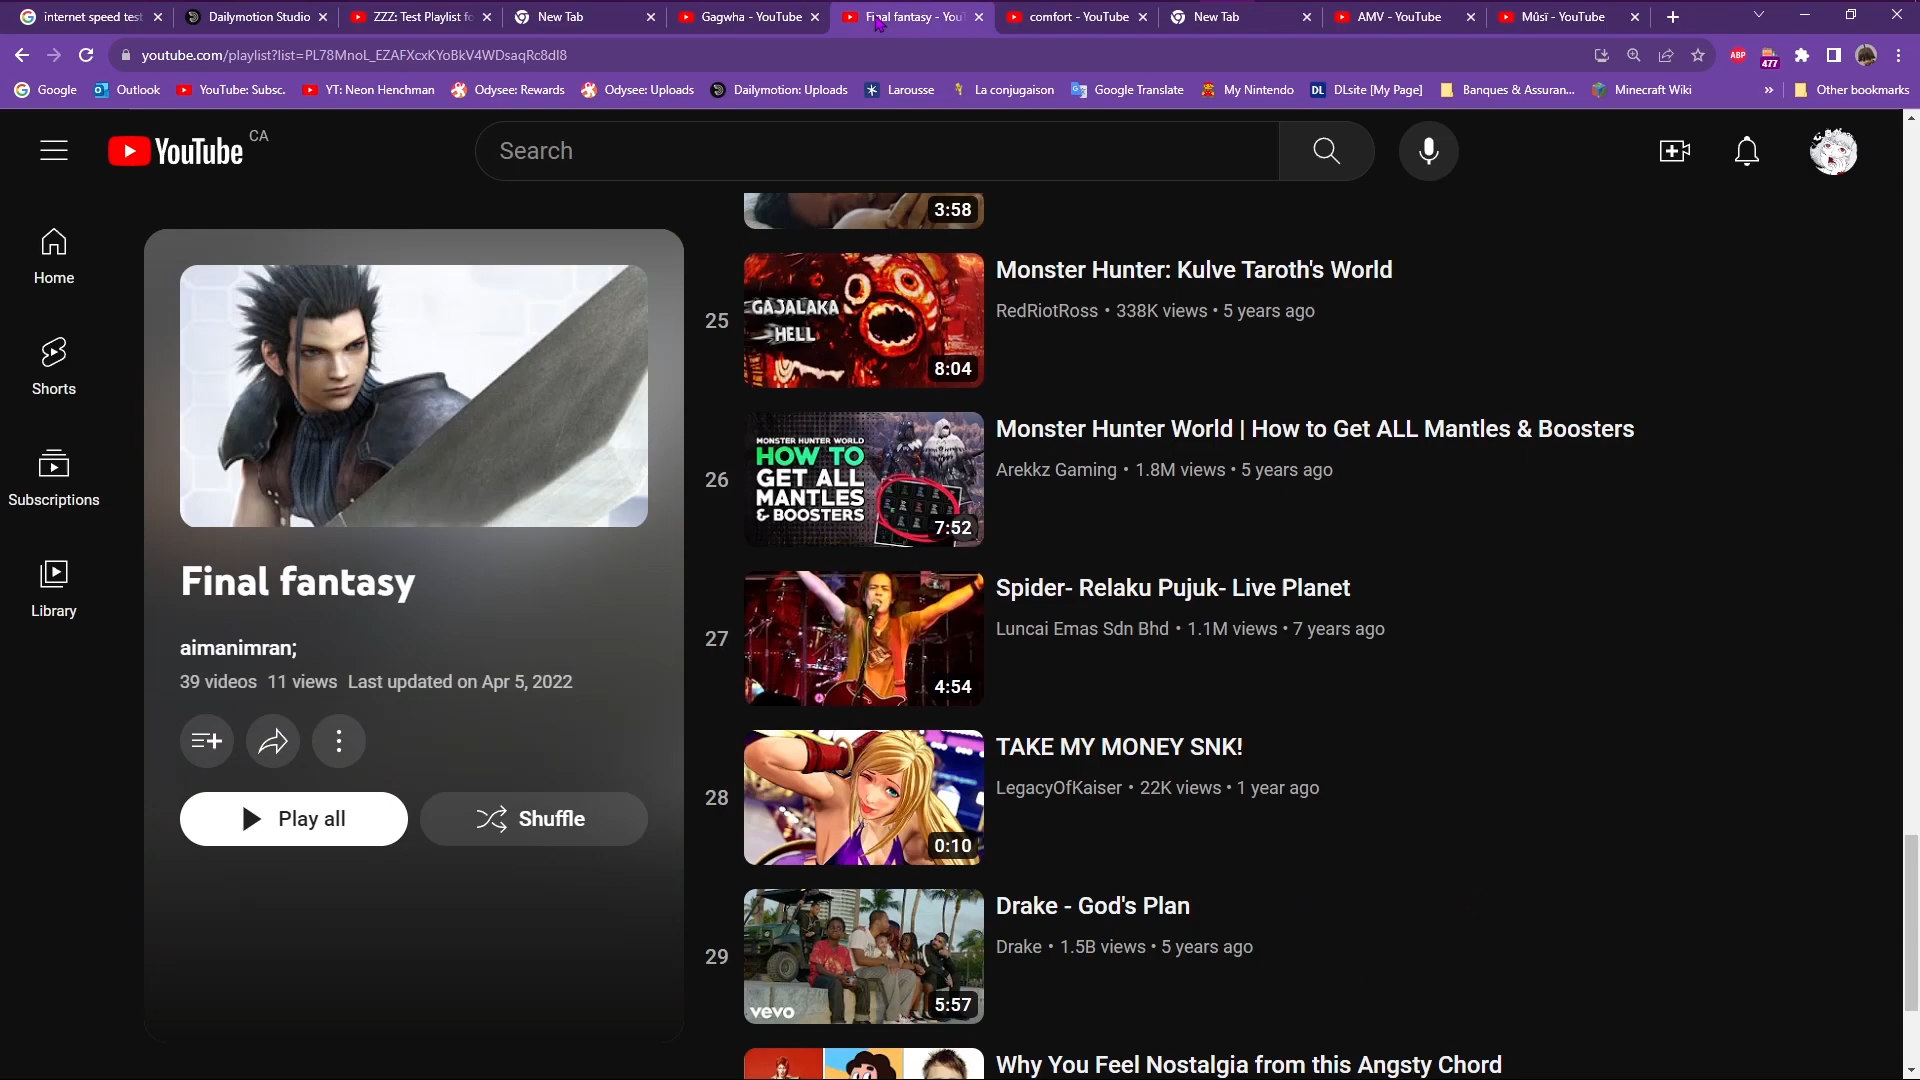 internet speed test
Dailymotion Studio
ZZZ: Test Playlist fo
New Tab
Gagwha - YouTube
Final fantasy - YouT
comfort - YouTube
New Tab
AMV - YouTube
Mûsï - YouTube
youtube.com/playlist?list=PL78MnoL_EZAFXcxKYoBkV4WDsaqRc8dl8
ABP
477
Google
Outlook
YouTube: Subsc.
YT: Neon Henchman
Odysee: Rewards
Odysee: Uploads
Dailymotion: Uploads
Larousse
La conjugaison
Google Translate
My Nintendo
DL DLsite [My Page]
Banques & Assuran...
Minecraft Wiki
»
Other bookmarks
YouTube CA
Search
Home
Shorts
Subscriptions
Library
Final fantasy
aimanimran;
39 videos 11 views Last updated on Apr 5, 2022
Play all
Shuffle
3:58
25
GAJALAKA
HELL
8:04
Monster Hunter: Kulve Taroth's World
RedRiotRoss • 338K views • 5 years ago
26
MONSTER HUNTER WORLD
HOW TO
GET ALL
MANTLES
& BOOSTERS
7:52
Monster Hunter World | How to Get ALL Mantles & Boosters
Arekkz Gaming • 1.8M views • 5 years ago
27
4:54
Spider- Relaku Pujuk- Live Planet
Luncai Emas Sdn Bhd • 1.1M views • 7 years ago
28
0:10
TAKE MY MONEY SNK!
LegacyOfKaiser • 22K views • 1 year ago
29
vevo
5:57
Drake - God's Plan
Drake • 1.5B views • 5 years ago
Why You Feel Nostalgia from this Angsty Chord